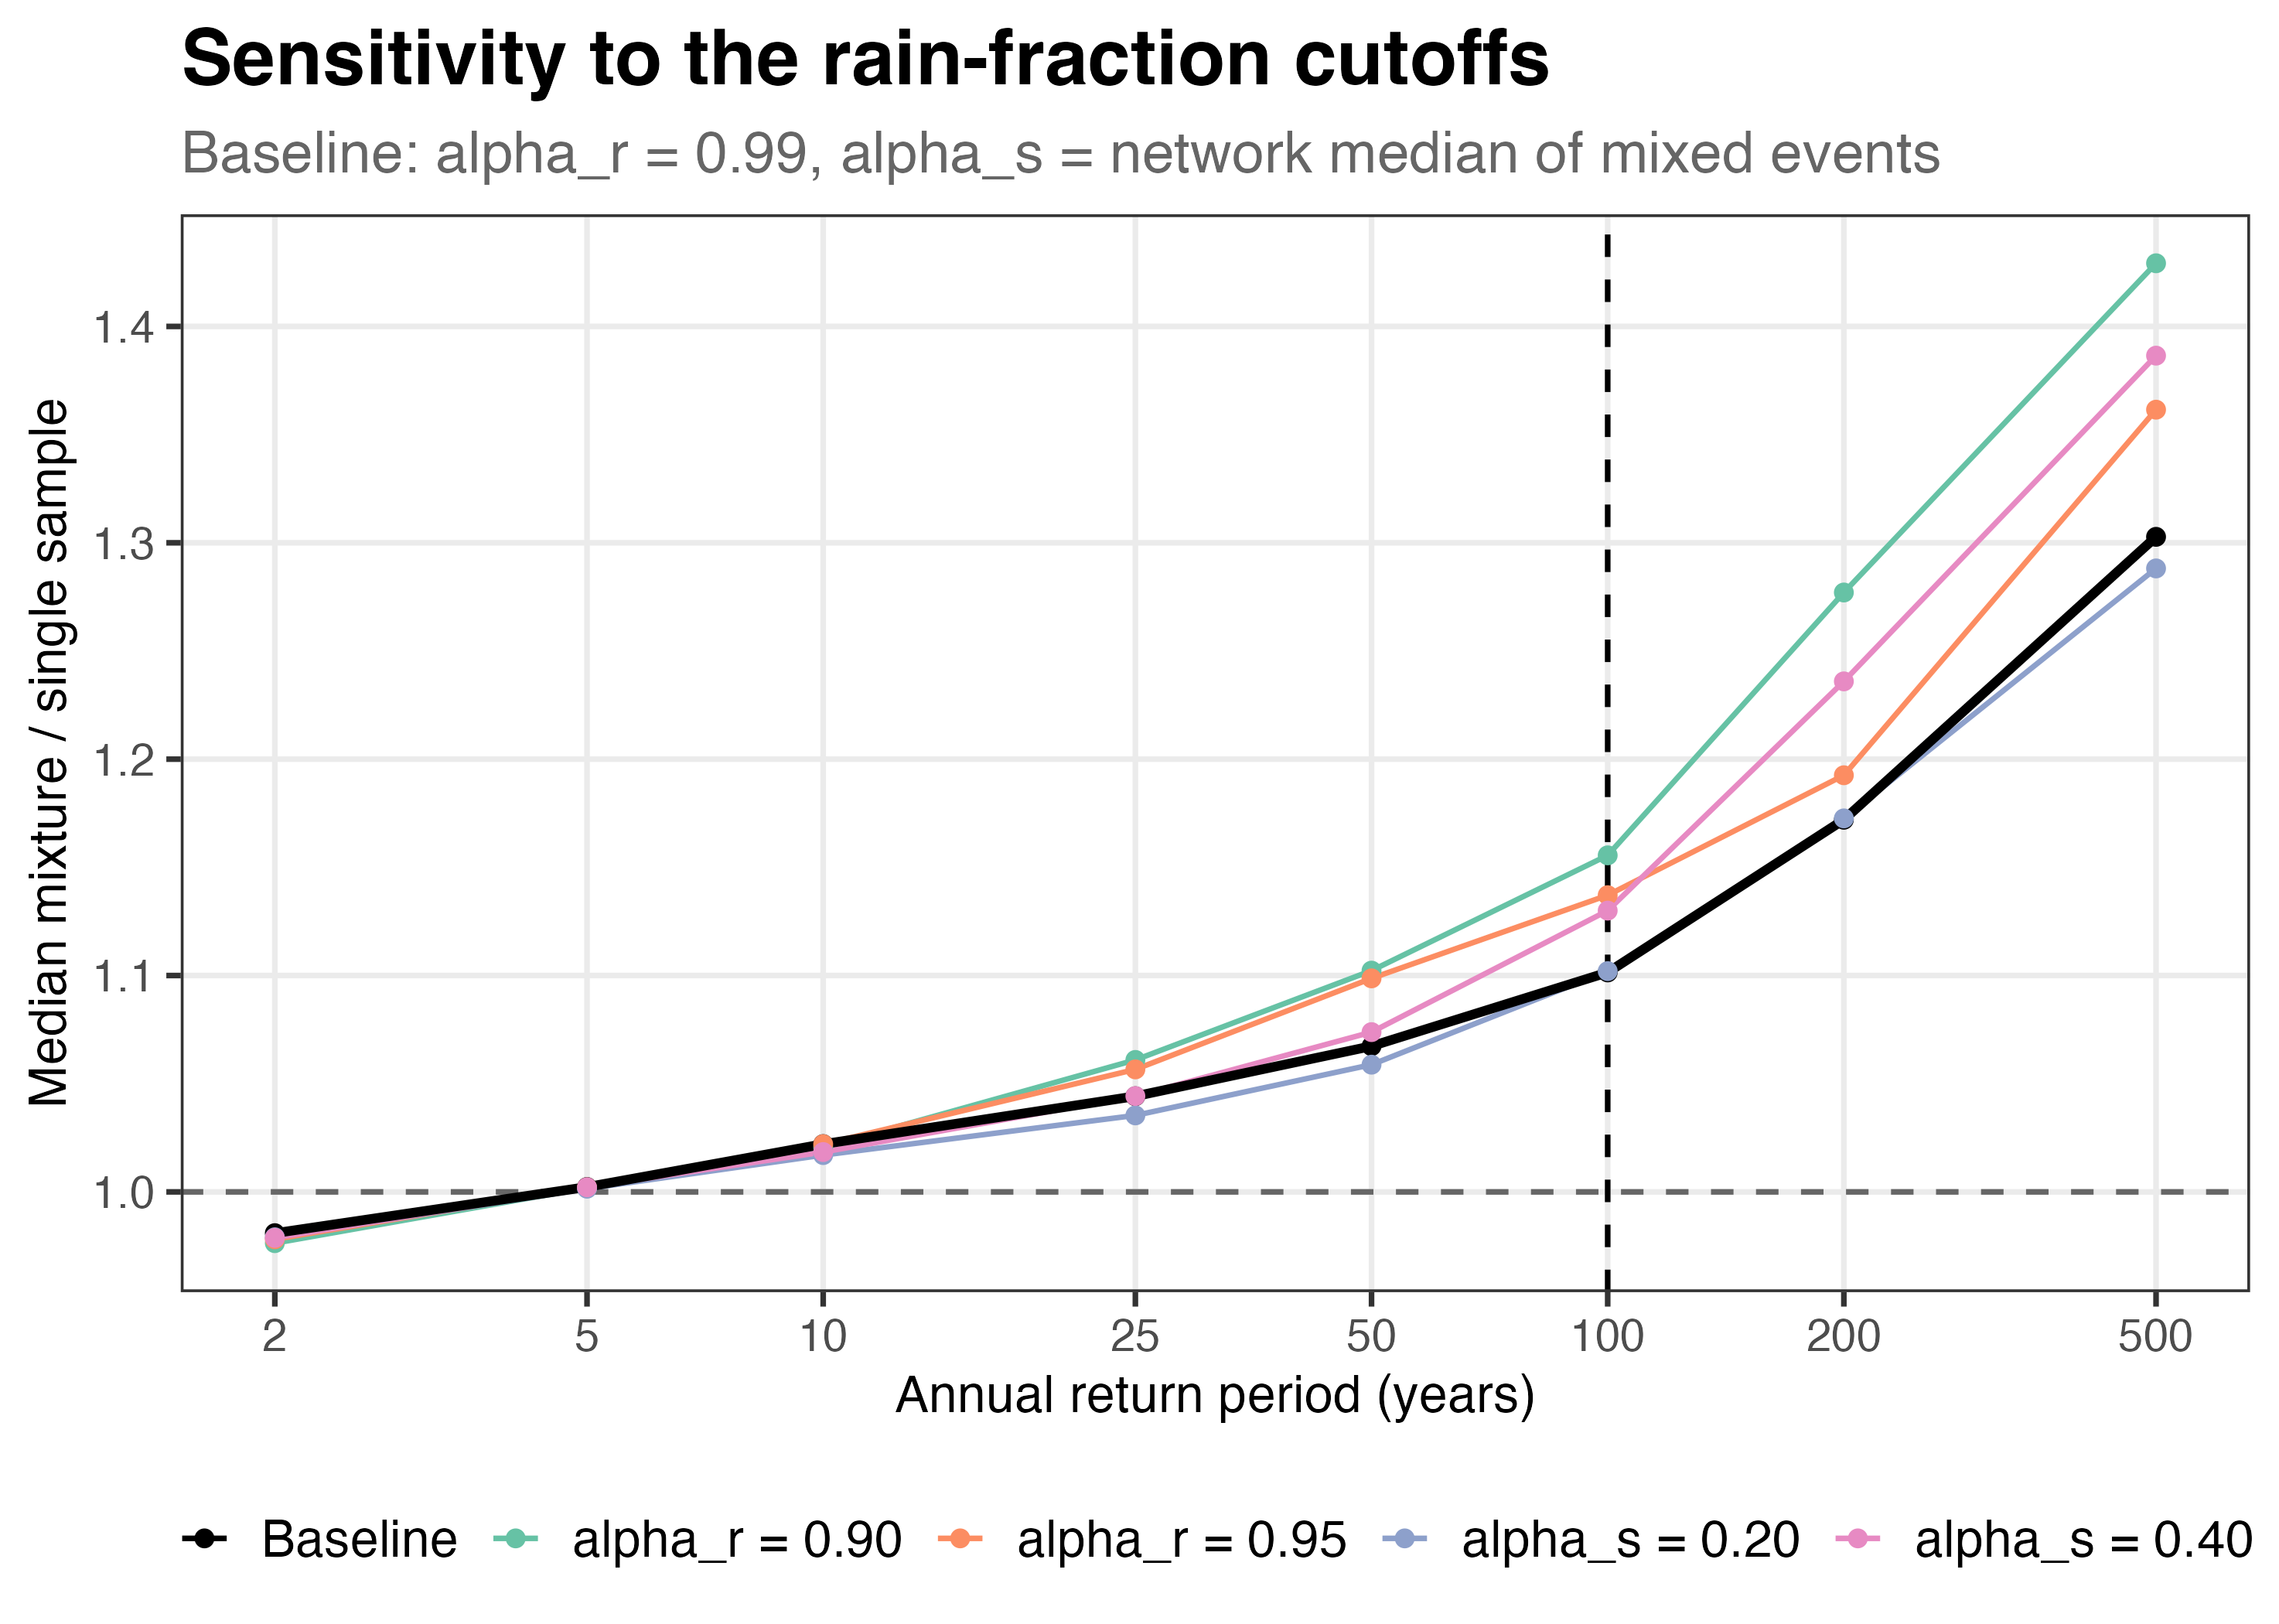 Sensitivity to the rain-fraction cutoffs
Baseline: alpha_r = 0.99, alpha_s = network median of mixed events
Median mixture / single sample
1.4
1.3
1.2
1.1
1.0
2 5 10 25 50 100 200 500
Annual return period (years)
Baseline alpha_r = 0.90 alpha_r = 0.95 alpha_s = 0.20 alpha_s = 0.40